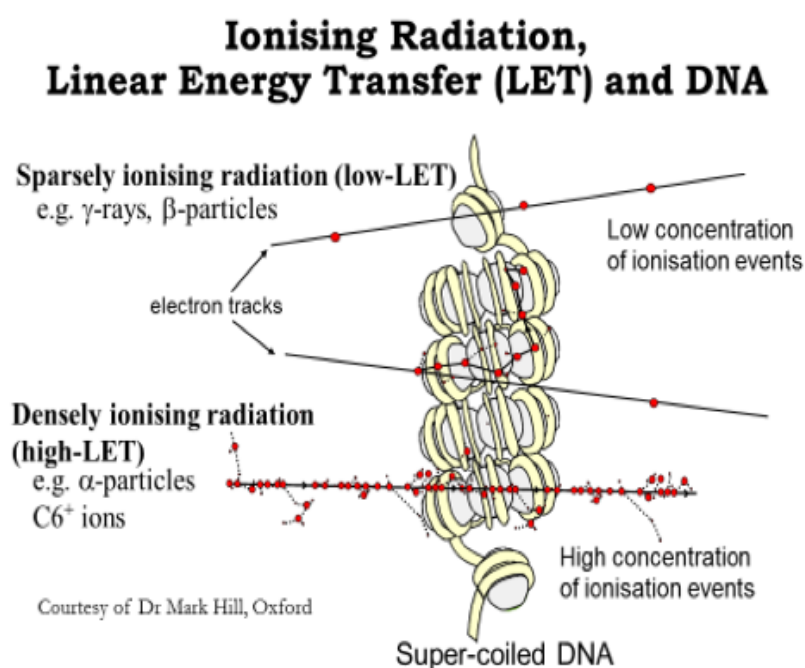 Ionising Radiation,
Linear Energy Transfer (LET) and DNA
Sparsely ionising radiation (low-LET)
e.g. γ-rays, β-particles
Low concentration
of ionisation events
electron tracks
Densely ionising radiation
(high-LET)
e.g. α-particles
C6⁺ ions
High concentration
of ionisation events
Courtesy of Dr Mark Hill, Oxford
Super-coiled DNA